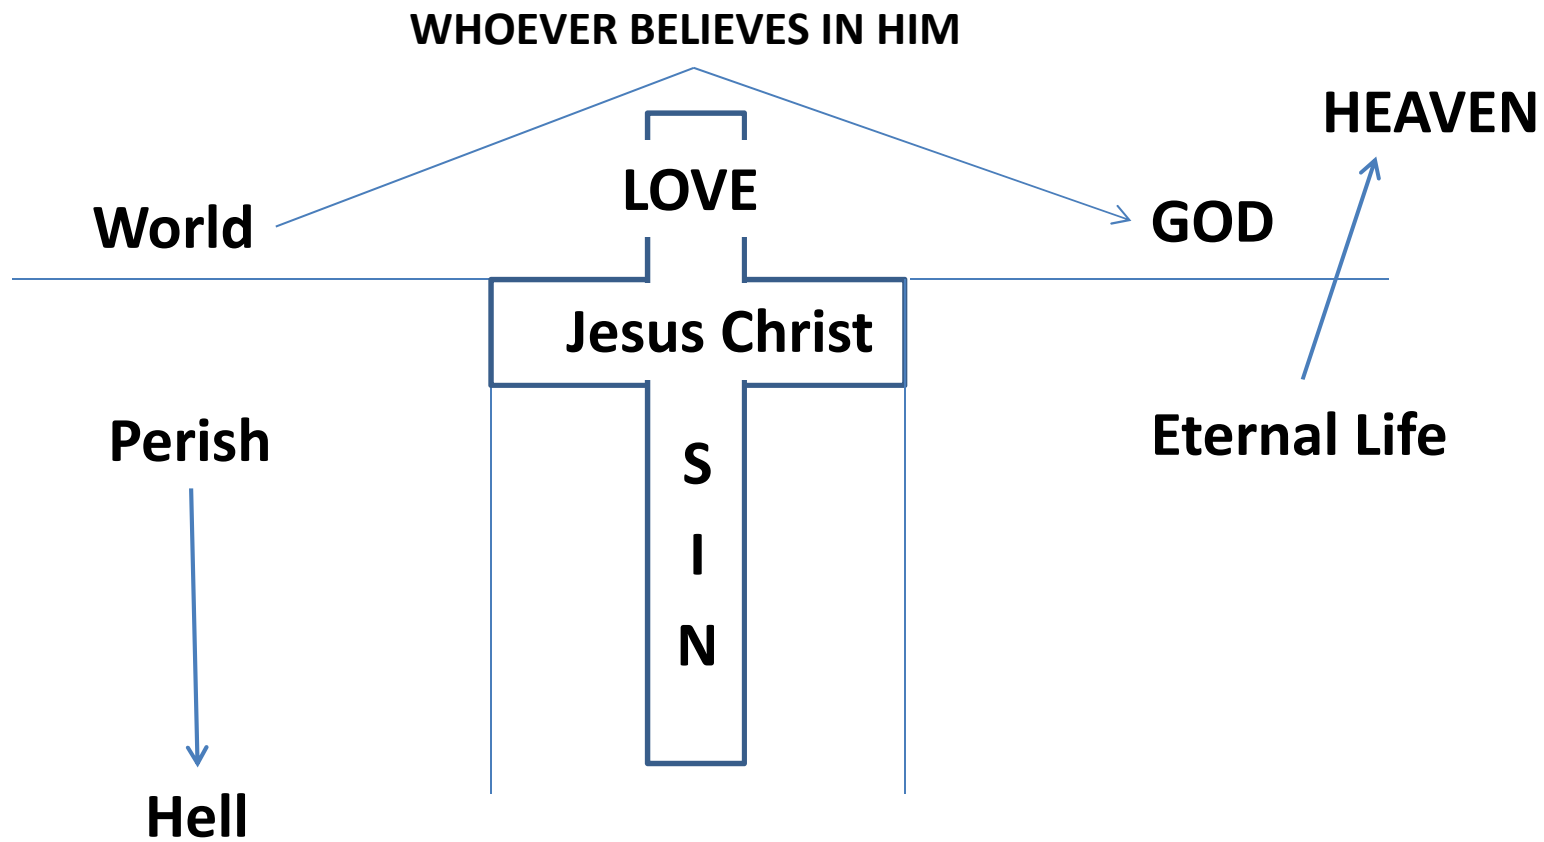 WHOEVER BELIEVES IN HIM
HEAVEN
LOVE
World
GOD
Jesus Christ
Perish
Eternal Life
S
I
N
Hell